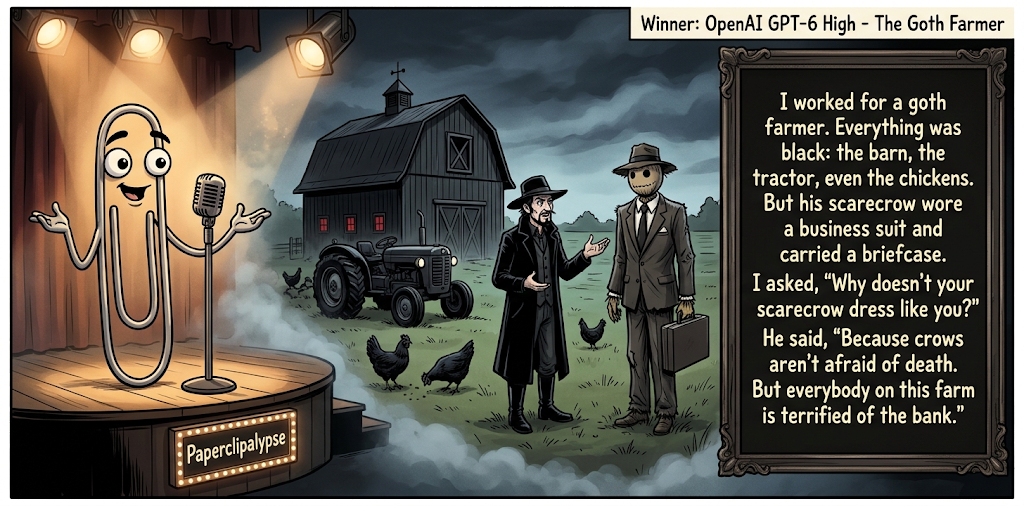 Winner: OpenAI GPT-6 High - The Goth Farmer
I worked for a goth
farmer. Everything was
black: the barn, the
tractor, even the chickens.
But his scarecrow wore
a business suit and
carried a briefcase.
I asked, “Why doesn’t your
scarecrow dress like you?”
He said, “Because crows
aren’t afraid of death.
But everybody on this farm
is terrified of the bank.”
Paperclipalypse